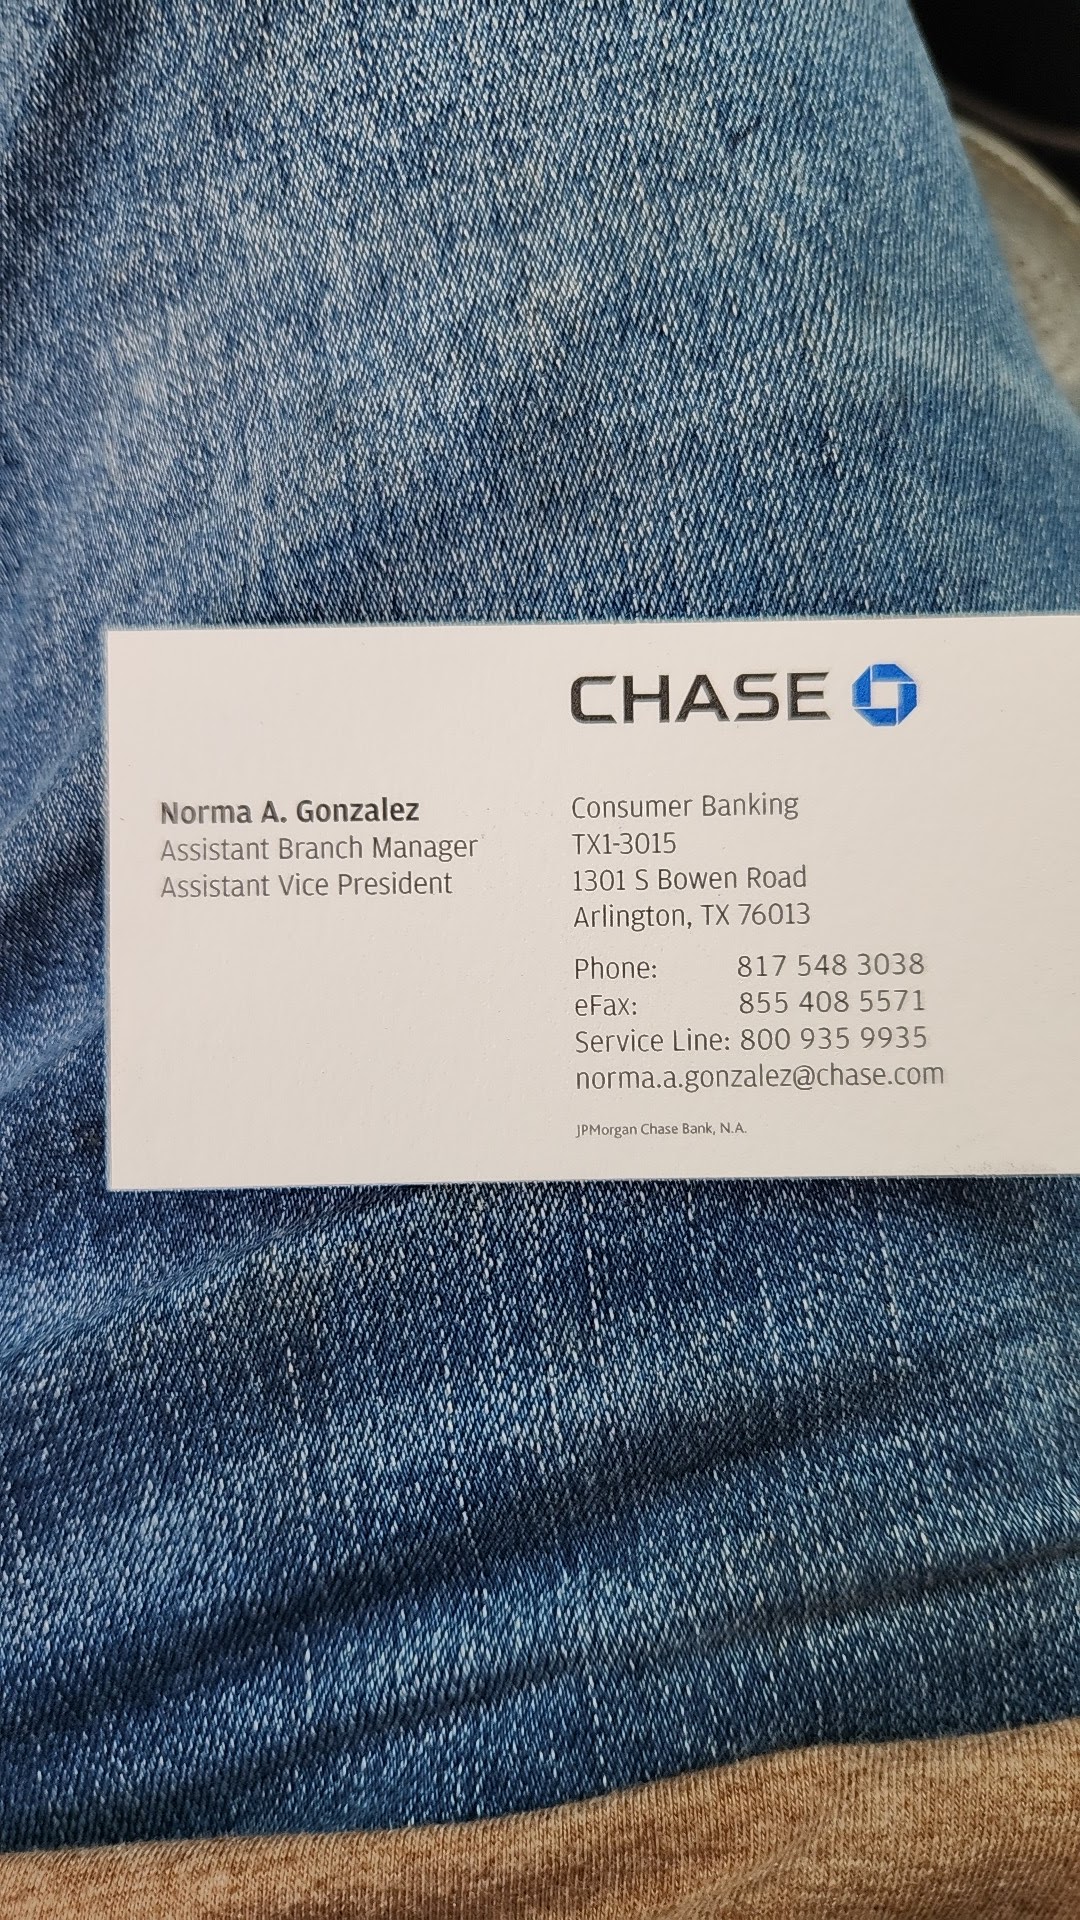 CHASE
Norma A. Gonzalez
Assistant Branch Manager
Assistant Vice President
Consumer Banking
TX1-3015
1301 S Bowen Road
Arlington, TX 76013
Phone: 817 548 3038
eFax: 855 408 5571
Service Line: 800 935 9935
norma.a.gonzalez@chase.com
JPMorgan Chase Bank, N.A.